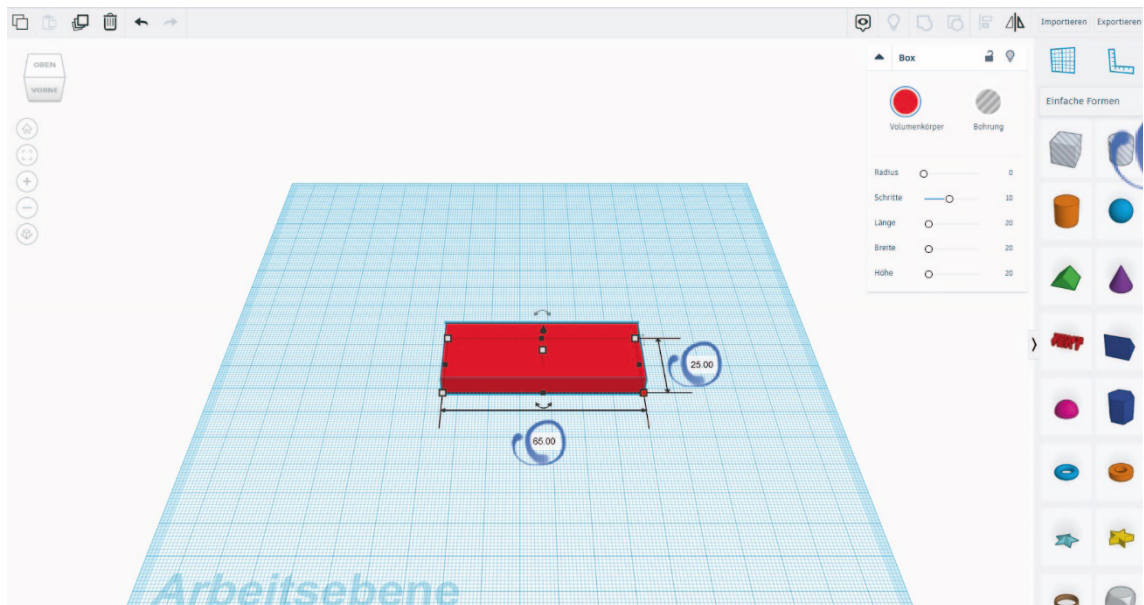 Importieren Exportieren
OBEN
VORNE
Box
Einfache Formen
Volumenkörper Bohrung
Radius 0
Schritte 10
Länge 20
Breite 20
Höhe 20
TEXT
25.00
65.00
Arbeitsebene